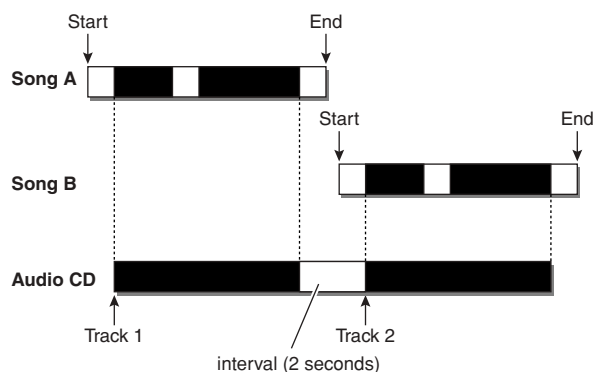 Start
End
Song A
Start
End
Song B
Audio CD
Track 1
Track 2
interval (2 seconds)